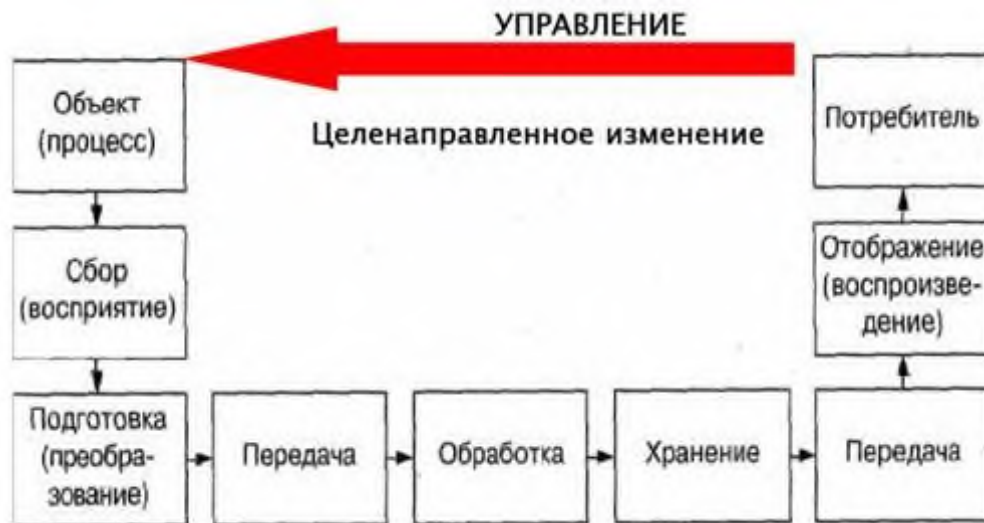 УПРАВЛЕНИЕ
Объект
(процесс)
Целенаправленное изменение
Потребитель
Сбор
(восприятие)
Отображение
(воспроизве-
дение)
Подготовка
(преобра-
зование)
Передача
Обработка
Хранение
Передача